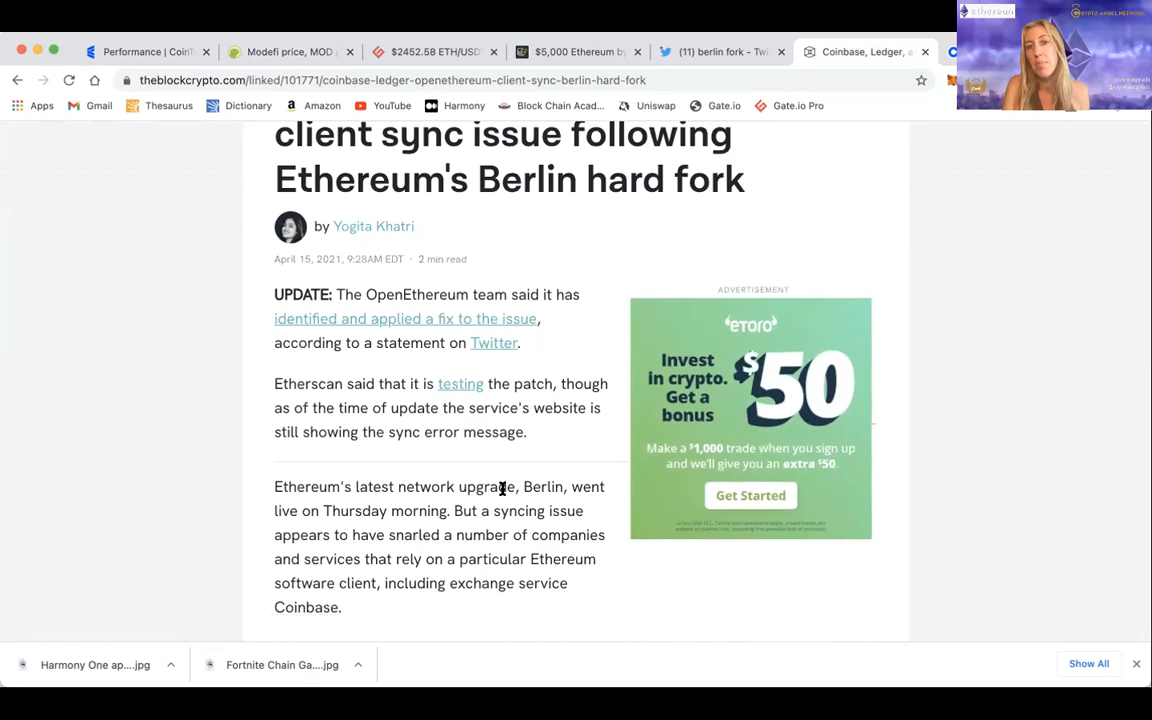 ethereum
CRYPTO ANGEL NETWORK
Performance | CoinT
Modefi price, MOD p
$2452.58 ETH/USD
$5,000 Ethereum by
(11) berlin fork - Twi
Coinbase, Ledger, a
theblockcrypto.com/linked/101771/coinbase-ledger-openethereum-client-sync-berlin-hard-fork
Apps Gmail Thesaurus Dictionary Amazon YouTube Harmony Block Chain Acad... Uniswap Gate.io Gate.io Pro
client sync issue following
Ethereum's Berlin hard fork
by Yogita Khatri
April 15, 2021, 9:28AM EDT · 2 min read
UPDATE: The OpenEthereum team said it has
identified and applied a fix to the issue,
according to a statement on Twitter.
Etherscan said that it is testing the patch, though
as of the time of update the service's website is
still showing the sync error message.
Ethereum's latest network upgrade, Berlin, went
live on Thursday morning. But a syncing issue
appears to have snarled a number of companies
and services that rely on a particular Ethereum
software client, including exchange service
Coinbase.
ADVERTISEMENT
eToro
Invest
in crypto.
Get a
bonus
$50
Make a $1,000 trade when you sign up
and we'll give you an extra $50.
Get Started
Harmony One ap....jpg
Fortnite Chain Ga....jpg
Show All